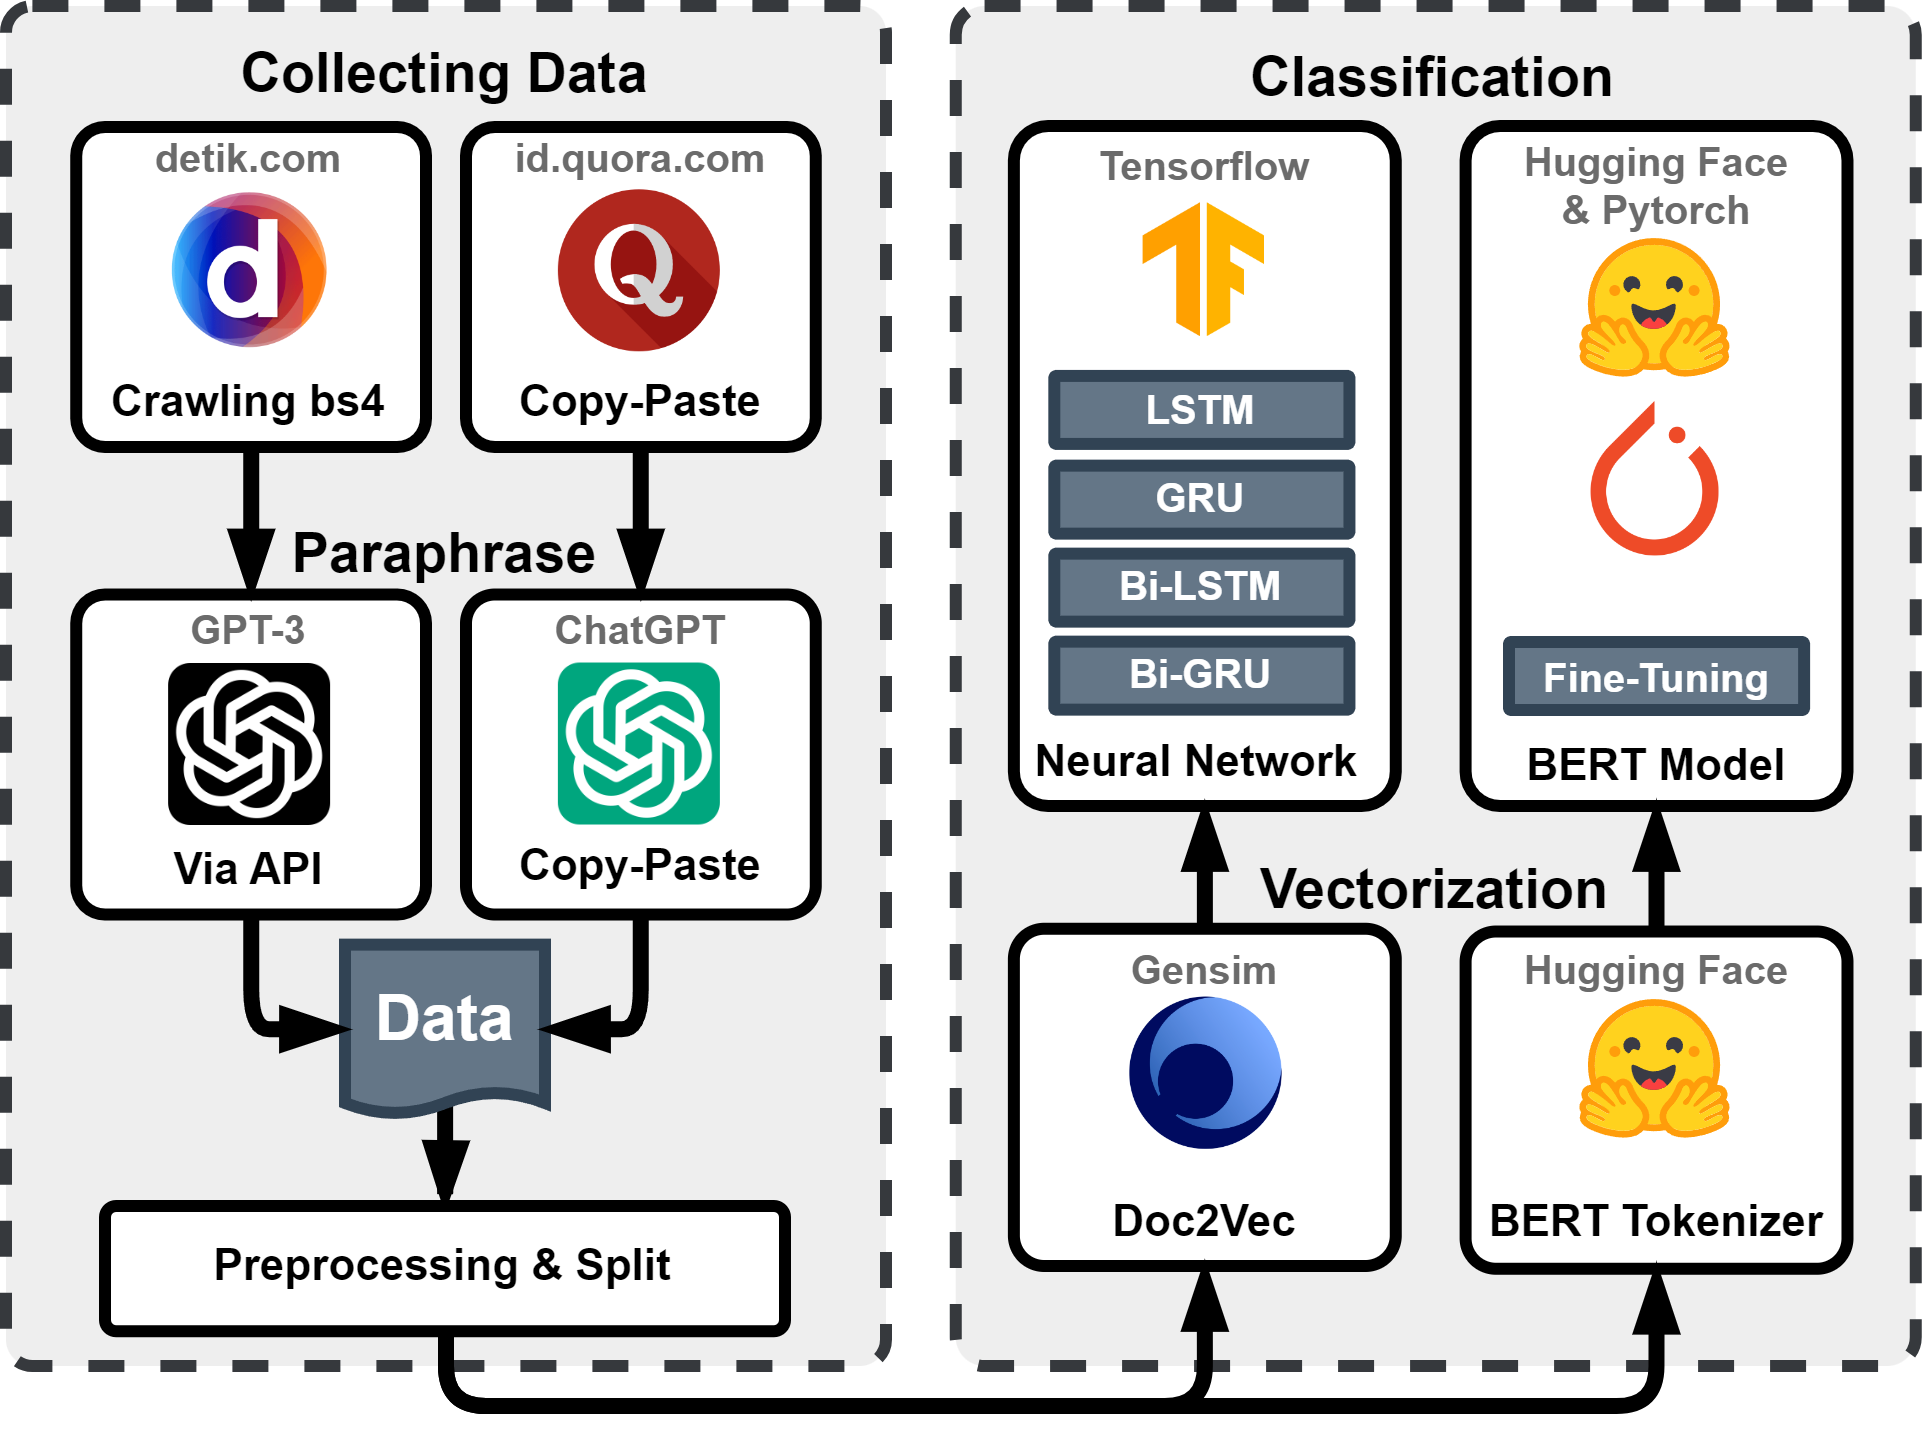 Collecting Data
detik.com
d
Crawling bs4
id.quora.com
Q
Copy-Paste
Paraphrase
GPT-3
Via API
ChatGPT
Copy-Paste
Data
Preprocessing & Split
Classification
Tensorflow
LSTM
GRU
Bi-LSTM
Bi-GRU
Neural Network
Hugging Face
& Pytorch
Fine-Tuning
BERT Model
Vectorization
Gensim
Doc2Vec
Hugging Face
BERT Tokenizer